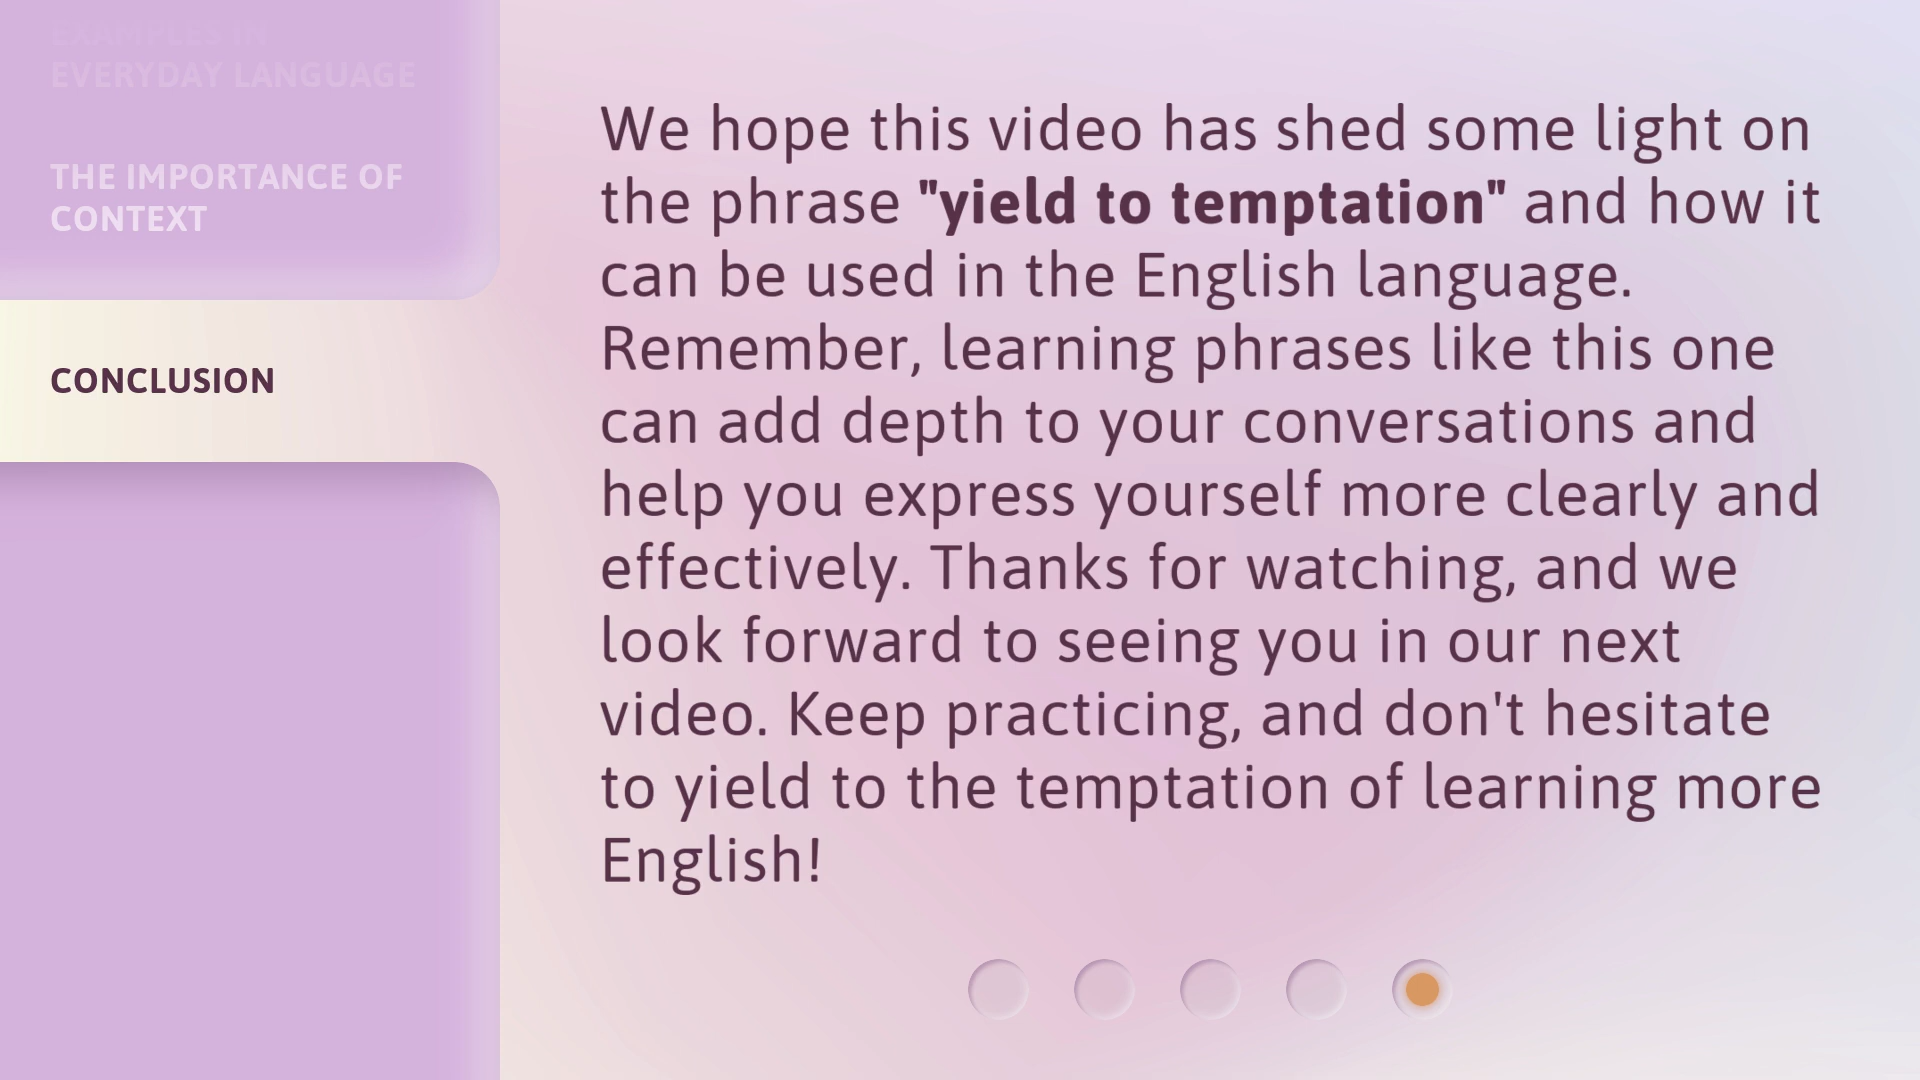 EXAMPLES IN
EVERYDAY LANGUAGE
THE IMPORTANCE OF
CONTEXT
CONCLUSION
We hope this video has shed some light on
the phrase "yield to temptation" and how it
can be used in the English language.
Remember, learning phrases like this one
can add depth to your conversations and
help you express yourself more clearly and
effectively. Thanks for watching, and we
look forward to seeing you in our next
video. Keep practicing, and don't hesitate
to yield to the temptation of learning more
English!